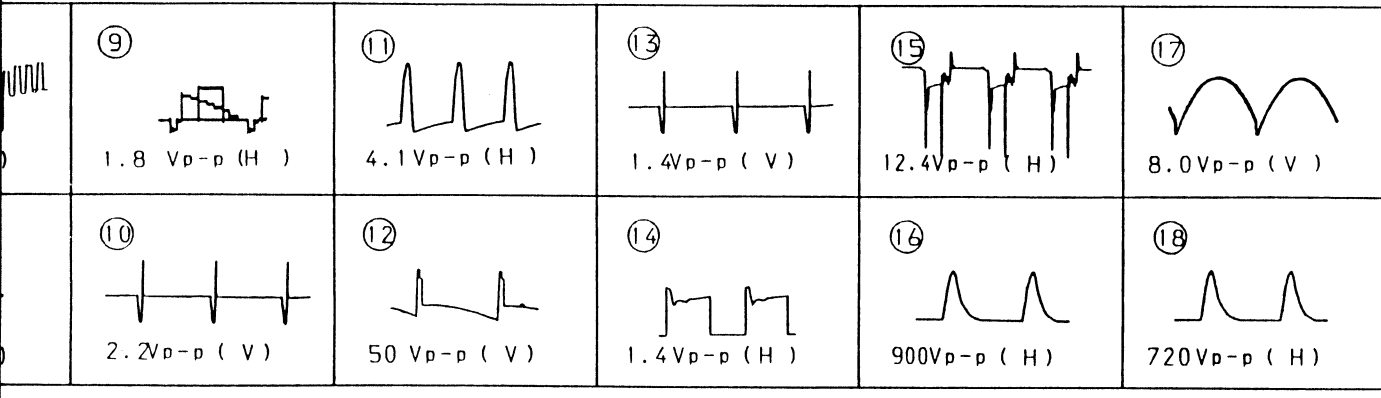 ⑨
1.8 Vp-p (H )
⑪
4.1Vp-p ( H )
⑬
1.4Vp-p ( V )
⑮
12.4Vp-p ( H )
⑰
8.0Vp-p ( V )
⑩
2.2Vp-p ( V )
⑫
50 Vp-p ( V )
⑭
1.4Vp-p ( H )
⑯
900Vp-p ( H )
⑱
720Vp-p ( H )